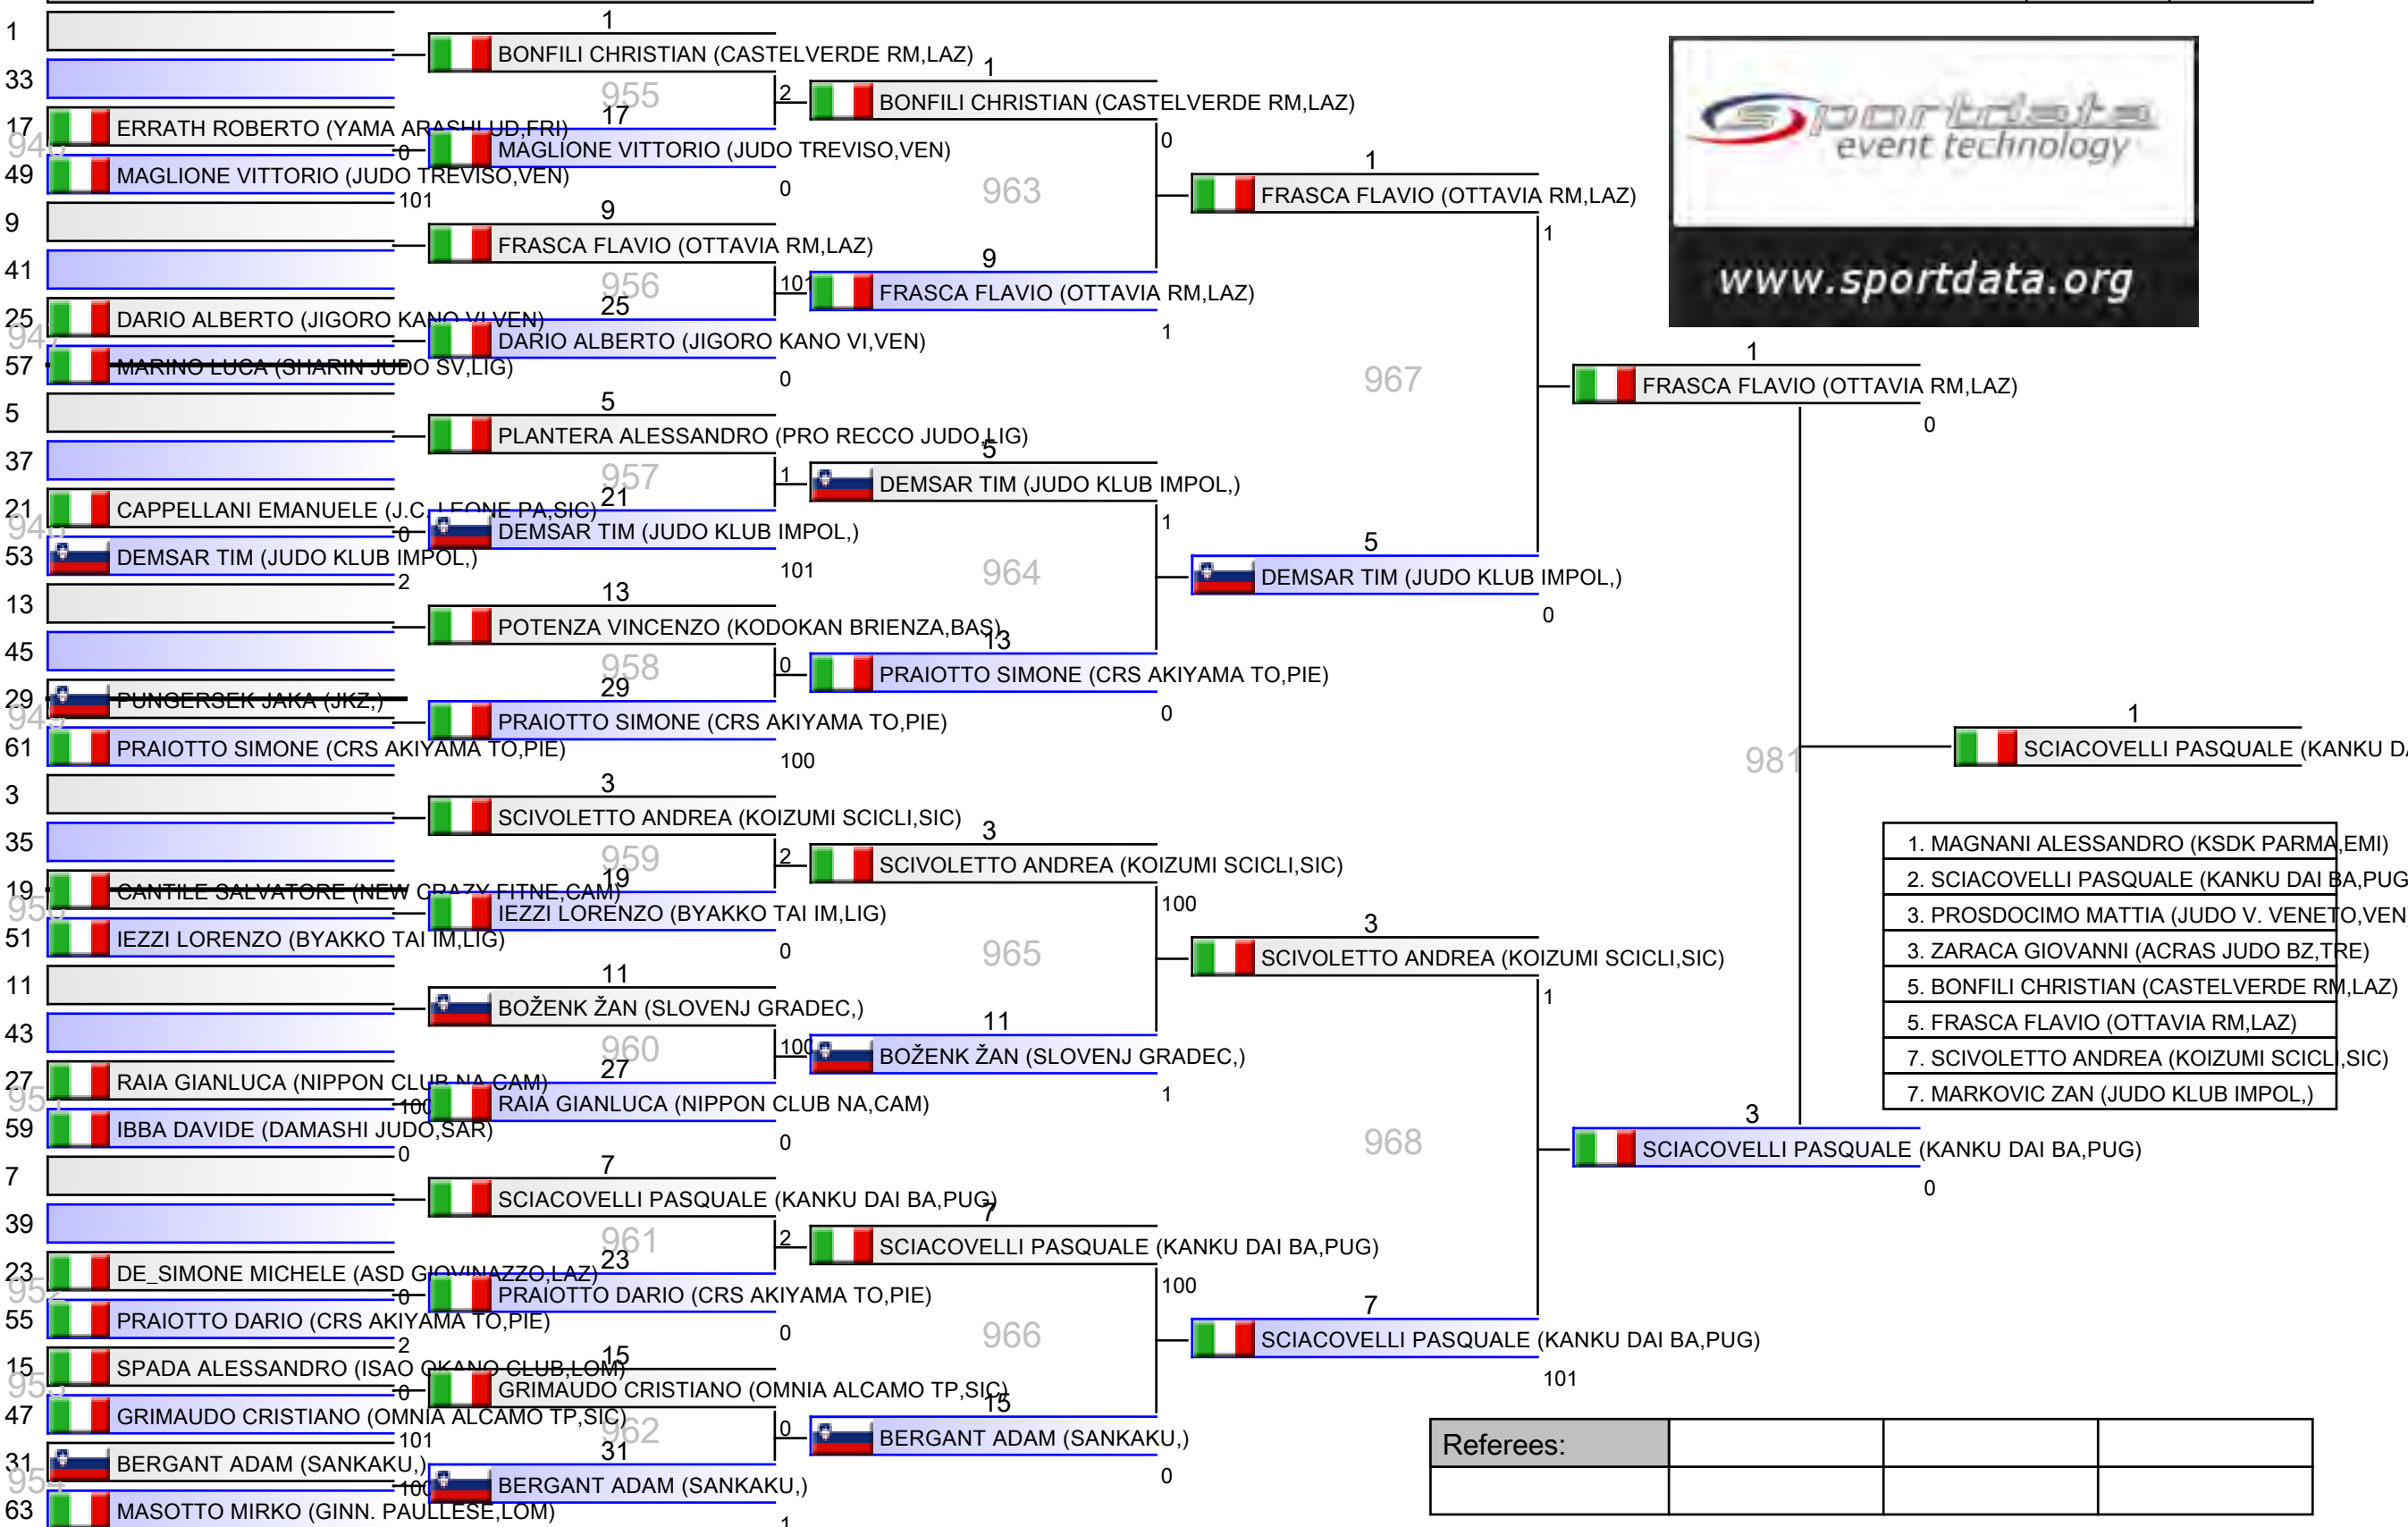 1
33
17 ERRATH ROBERTO (YAMA ARASHI UD,FRI)
0
49 MAGLIONE VITTORIO (JUDO TREVISO,VEN)
101
9
41
25 DARIO ALBERTO (JIGORO KANO VI,VEN)
57 MARINO LUCA (SHARIN JUDO SV,LIG)
5
37
21 CAPPELLANI EMANUELE (J.C. LEONE PA,SIC)
0
53 DEMSAR TIM (JUDO KLUB IMPOL,)
2
13
45
29 PUNGERSEK JAKA (JKZ,)
61 PRAIOTTO SIMONE (CRS AKIYAMA TO,PIE)
3
35
19 CANTILE SALVATORE (NEW CRAZY FITNE,CAM)
51 IEZZI LORENZO (BYAKKO TAI IM,LIG)
11
43
27 RAIA GIANLUCA (NIPPON CLUB NA,CAM)
100
59 IBBA DAVIDE (DAMASHI JUDO,SAR)
0
7
39
23 DE_SIMONE MICHELE (ASD GIOVINAZZO,LAZ)
0
55 PRAIOTTO DARIO (CRS AKIYAMA TO,PIE)
2
15 SPADA ALESSANDRO (ISAO OKANO CLUB,LOM)
0
47 GRIMAUDO CRISTIANO (OMNIA ALCAMO TP,SIC)
101
31 BERGANT ADAM (SANKAKU,)
100
954
63 MASOTTO MIRKO (GINN. PAULLESE,LOM)
1
BONFILI CHRISTIAN (CASTELVERDE RM,LAZ)
955
2
17
MAGLIONE VITTORIO (JUDO TREVISO,VEN)
0
9
FRASCA FLAVIO (OTTAVIA RM,LAZ)
956
101
25
DARIO ALBERTO (JIGORO KANO VI,VEN)
0
5
PLANTERA ALESSANDRO (PRO RECCO JUDO,LIG)
957
1
21
DEMSAR TIM (JUDO KLUB IMPOL,)
101
13
POTENZA VINCENZO (KODOKAN BRIENZA,BAS)
958
0
29
PRAIOTTO SIMONE (CRS AKIYAMA TO,PIE)
100
3
SCIVOLETTO ANDREA (KOIZUMI SCICLI,SIC)
959
2
19
IEZZI LORENZO (BYAKKO TAI IM,LIG)
0
11
BOŽENK ŽAN (SLOVENJ GRADEC,)
960
100
27
RAIA GIANLUCA (NIPPON CLUB NA,CAM)
0
7
SCIACOVELLI PASQUALE (KANKU DAI BA,PUG)
961
2
23
PRAIOTTO DARIO (CRS AKIYAMA TO,PIE)
0
15
GRIMAUDO CRISTIANO (OMNIA ALCAMO TP,SIC)
962
0
31
BERGANT ADAM (SANKAKU,)
1
1
BONFILI CHRISTIAN (CASTELVERDE RM,LAZ)
0
963
9
FRASCA FLAVIO (OTTAVIA RM,LAZ)
1
5
DEMSAR TIM (JUDO KLUB IMPOL,)
1
964
13
PRAIOTTO SIMONE (CRS AKIYAMA TO,PIE)
0
3
SCIVOLETTO ANDREA (KOIZUMI SCICLI,SIC)
100
965
11
BOŽENK ŽAN (SLOVENJ GRADEC,)
1
7
SCIACOVELLI PASQUALE (KANKU DAI BA,PUG)
100
966
15
BERGANT ADAM (SANKAKU,)
0
1
FRASCA FLAVIO (OTTAVIA RM,LAZ)
1
967
5
DEMSAR TIM (JUDO KLUB IMPOL,)
0
3
SCIVOLETTO ANDREA (KOIZUMI SCICLI,SIC)
1
968
7
SCIACOVELLI PASQUALE (KANKU DAI BA,PUG)
101
1
FRASCA FLAVIO (OTTAVIA RM,LAZ)
0
981
3
SCIACOVELLI PASQUALE (KANKU DAI BA,PUG)
0
1
SCIACOVELLI PASQUALE (KANKU
sportdata
event technology
www.sportdata.org
1. MAGNANI ALESSANDRO (KSDK PARMA,EMI)
2. SCIACOVELLI PASQUALE (KANKU DAI BA,PUG
3. PROSDOCIMO MATTIA (JUDO V. VENETO,VEN
3. ZARACA GIOVANNI (ACRAS JUDO BZ,TRE)
5. BONFILI CHRISTIAN (CASTELVERDE RM,LAZ)
5. FRASCA FLAVIO (OTTAVIA RM,LAZ)
7. SCIVOLETTO ANDREA (KOIZUMI SCICLI,SIC)
7. MARKOVIC ZAN (JUDO KLUB IMPOL,)
Referees: